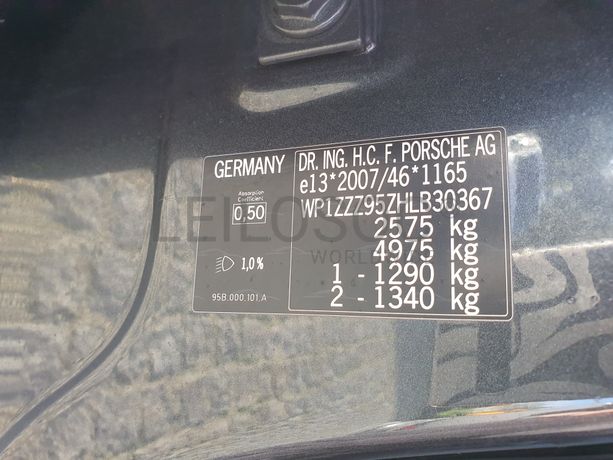 GERMANY
Absorption
Coefficient
0,50
1,0%
95B.000.101.A
DR. ING. H.C. F. PORSCHE AG
e13*2007/46*1165
WP1ZZZ95ZHLB30367
2575 kg
4975 kg
1 - 1290 kg
2 - 1340 kg